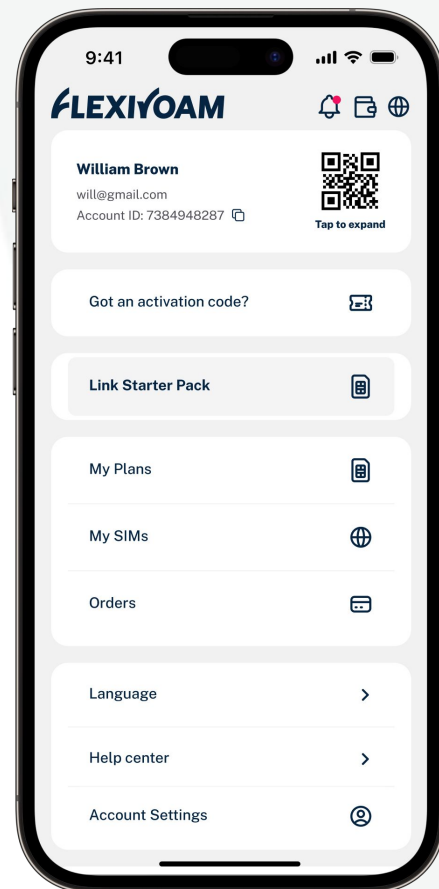 9:41
FLEXIROAM
William Brown
will@gmail.com
Account ID: 7384948287
Tap to expand
Got an activation code?
Link Starter Pack
My Plans
My SIMs
Orders
Language
Help center
Account Settings